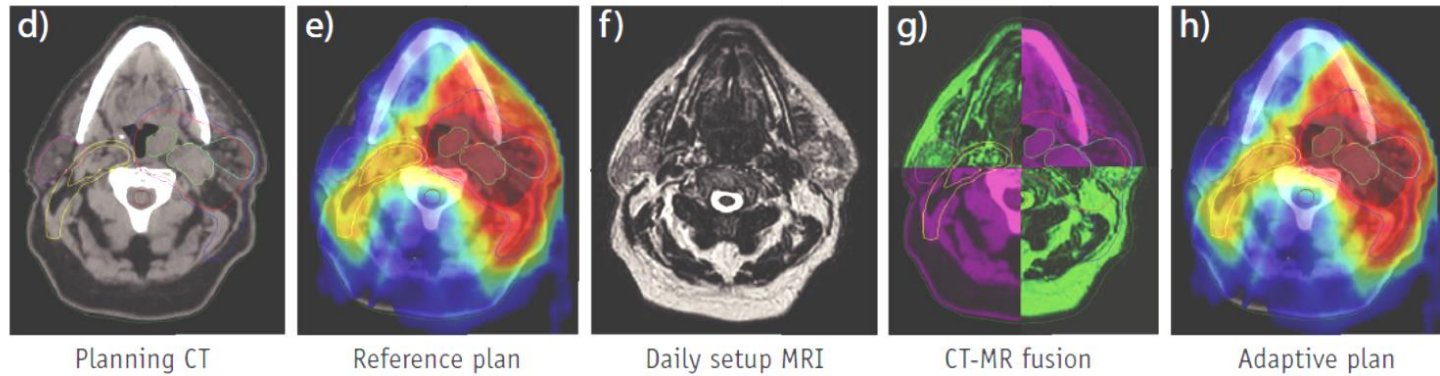 d) e) f) g) h)
Planning CT Reference plan Daily setup MRI CT-MR fusion Adaptive plan